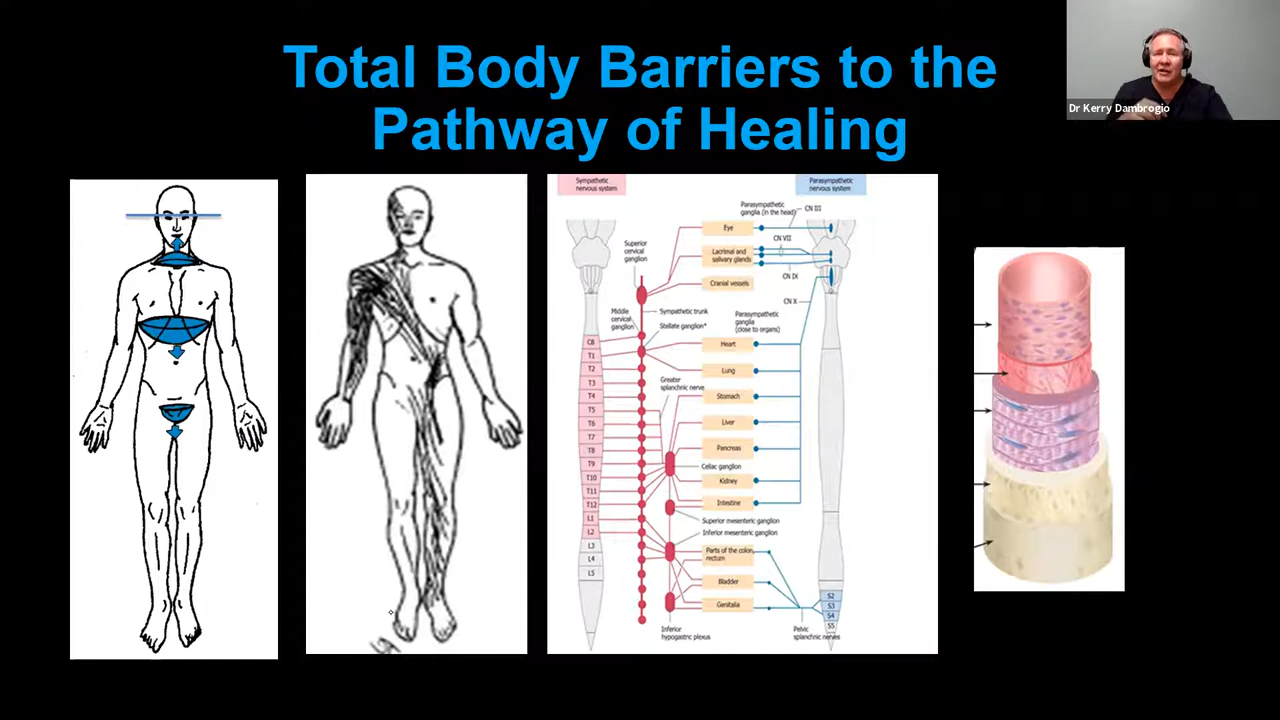 Total Body Barriers to the
Pathway of Healing
Dr Kerry Dambrogio
Sympathetic
nervous system
Parasympathetic
nervous system
Parasympathetic
ganglia (in the head)
CN III
Eye
CN VII
Superior
cervical
ganglion
Lacrimal and
salivary glands
CN IX
Cranial vessels
CN X
Middle
cervical
ganglion
Sympathetic trunk
Stellate ganglion*
Parasympathetic
ganglia
(close to organs)
C8
T1
T2
T3
T4
T5
T6
T7
T8
T9
T10
T11
T12
L1
L2
L3
L4
L5
Heart
Lung
Greater
splanchnic nerve
Stomach
Liver
Pancreas
Celiac ganglion
Kidney
Intestine
Superior mesenteric ganglion
Inferior mesenteric ganglion
Parts of the colon,
rectum
Bladder
Genitalia
S2
S3
S4
S5
Inferior
hypogastric plexus
Pelvic
splanchnic nerves